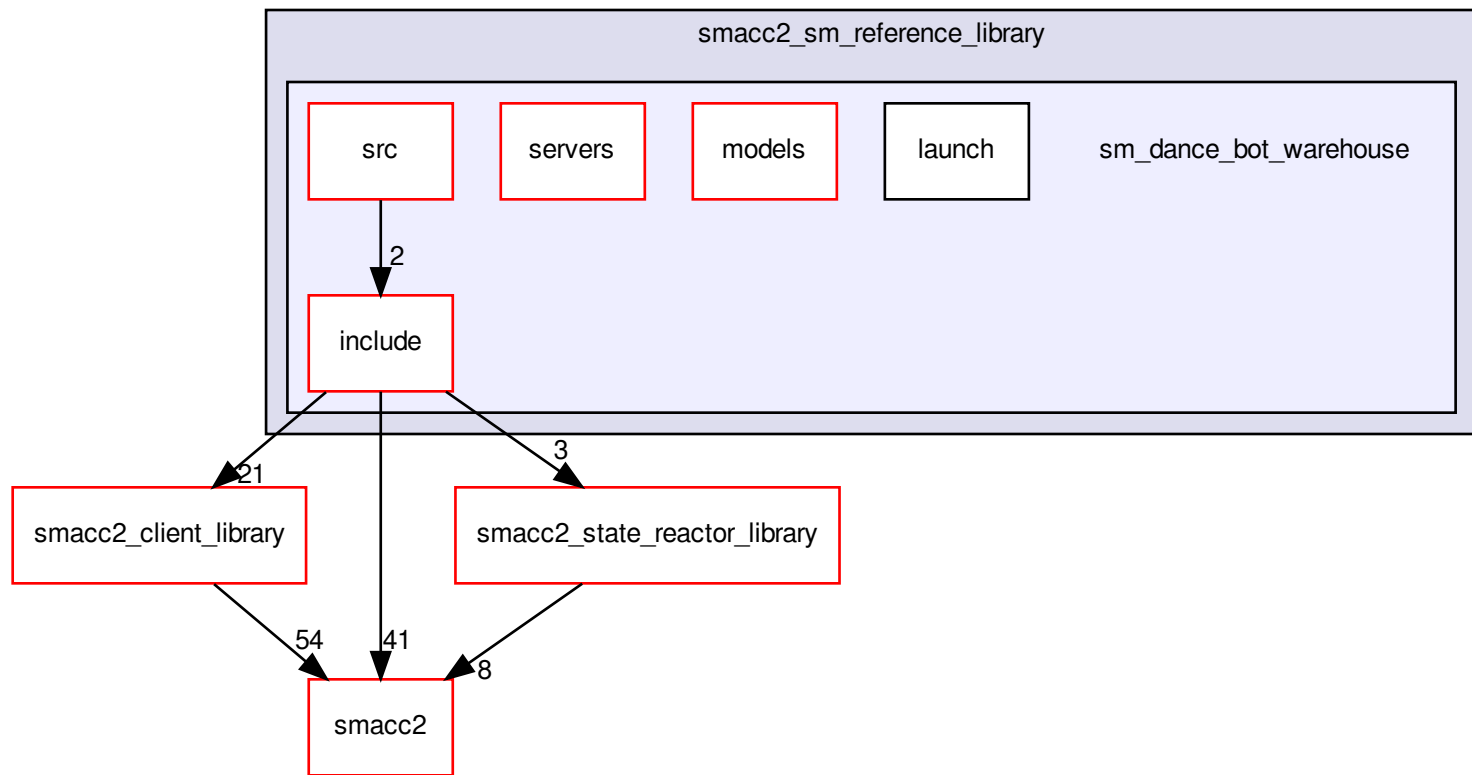 smacc2_sm_reference_library
src
servers
models
launch
sm_dance_bot_warehouse
2
include
21
3
smacc2_client_library
smacc2_state_reactor_library
54
41
8
smacc2